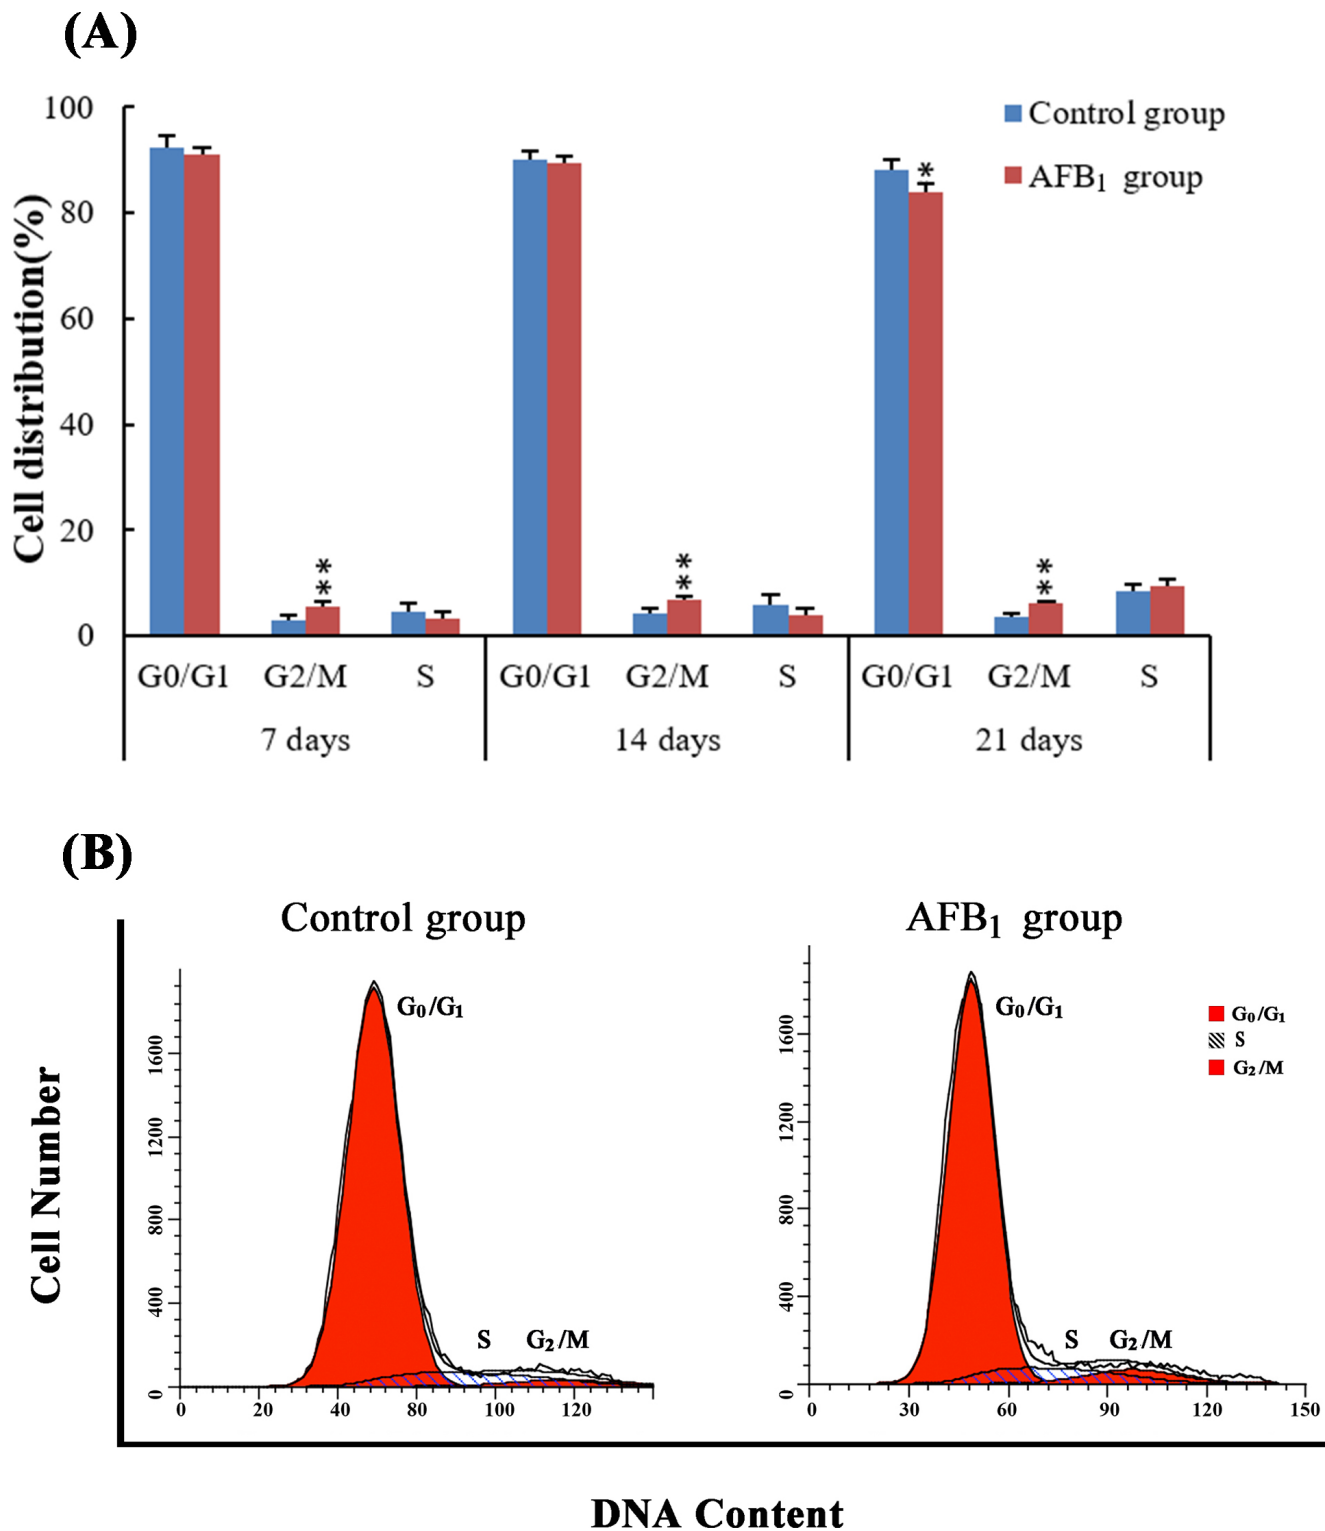 (A)
100
80
60
40
20
0
Cell distribution(%)
Control group
AFB1 group
*
**
**
**
G0/G1 G2/M S G0/G1 G2/M S G0/G1 G2/M S
7 days 14 days 21 days
(B)
Control group
AFB1 group
Cell Number
1600
1200
800
400
0
G0/G1
S
G2/M
0 20 40 60 80 100 120
1600
1200
800
400
0
G0/G1
S
G2/M
0 30 60 90 120 150
G0/G1
S
G2/M
DNA Content